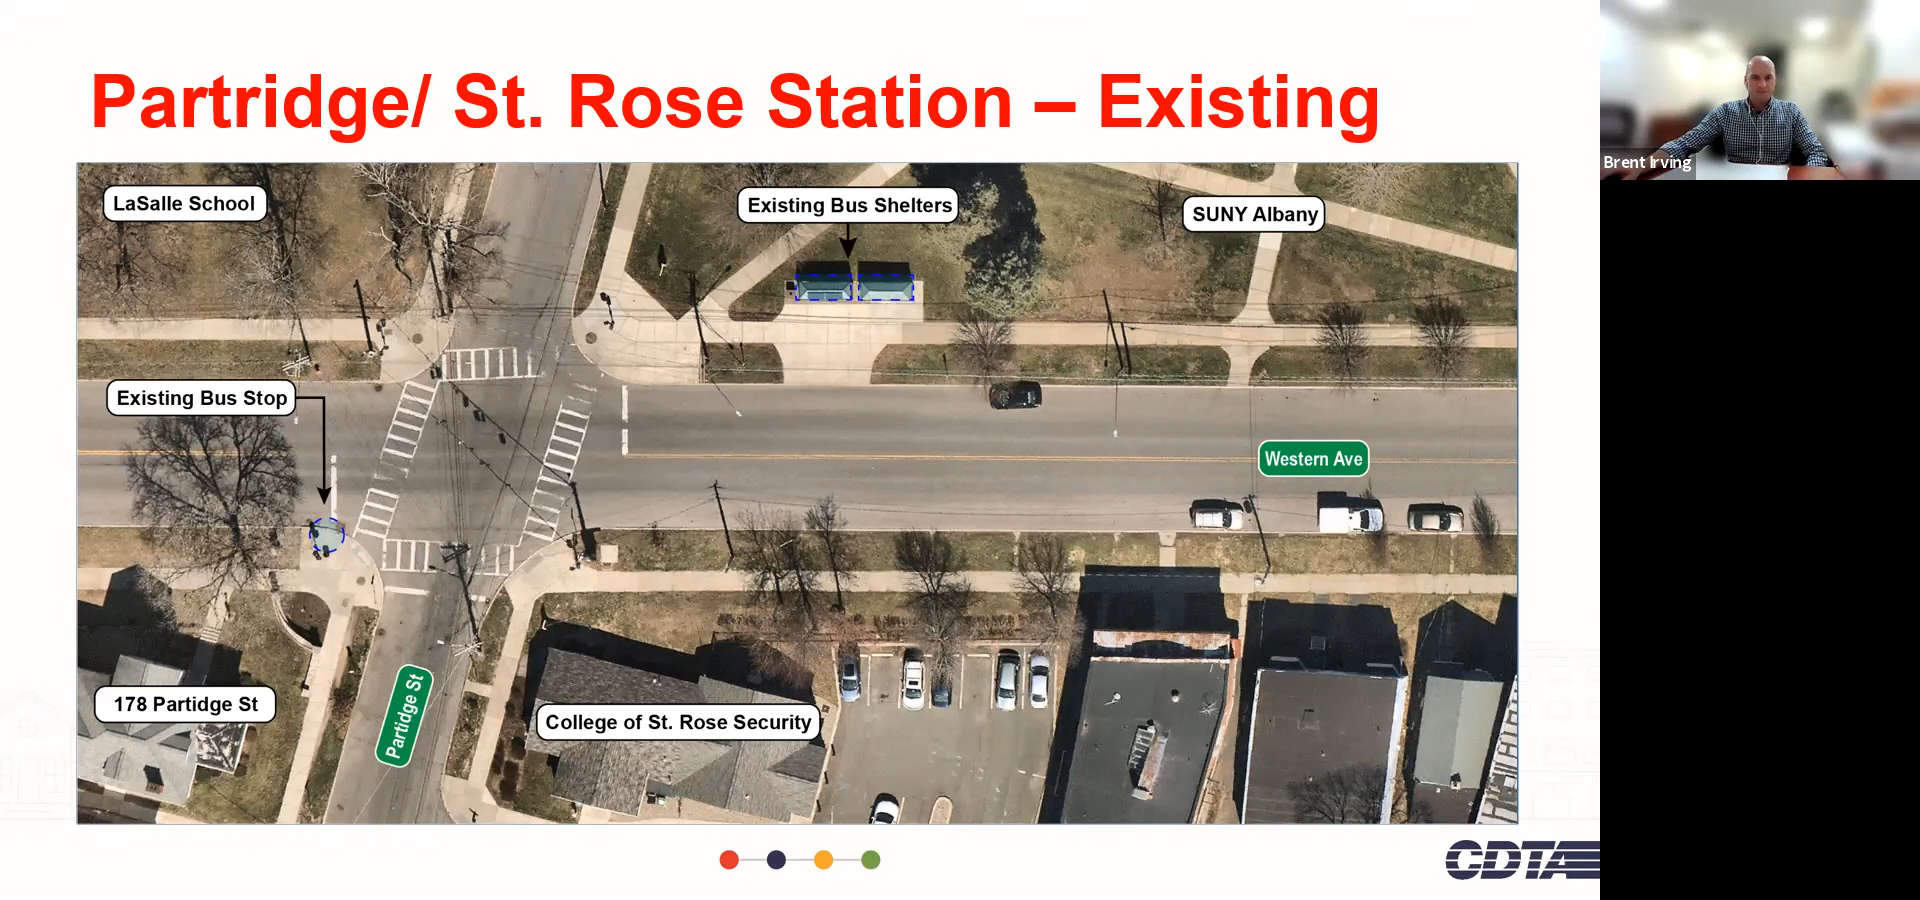 Partridge/ St. Rose Station – Existing
Brent Irving
LaSalle School
Existing Bus Shelters
SUNY Albany
Existing Bus Stop
Western Ave
178 Partidge St
Partidge St
College of St. Rose Security
CDTA